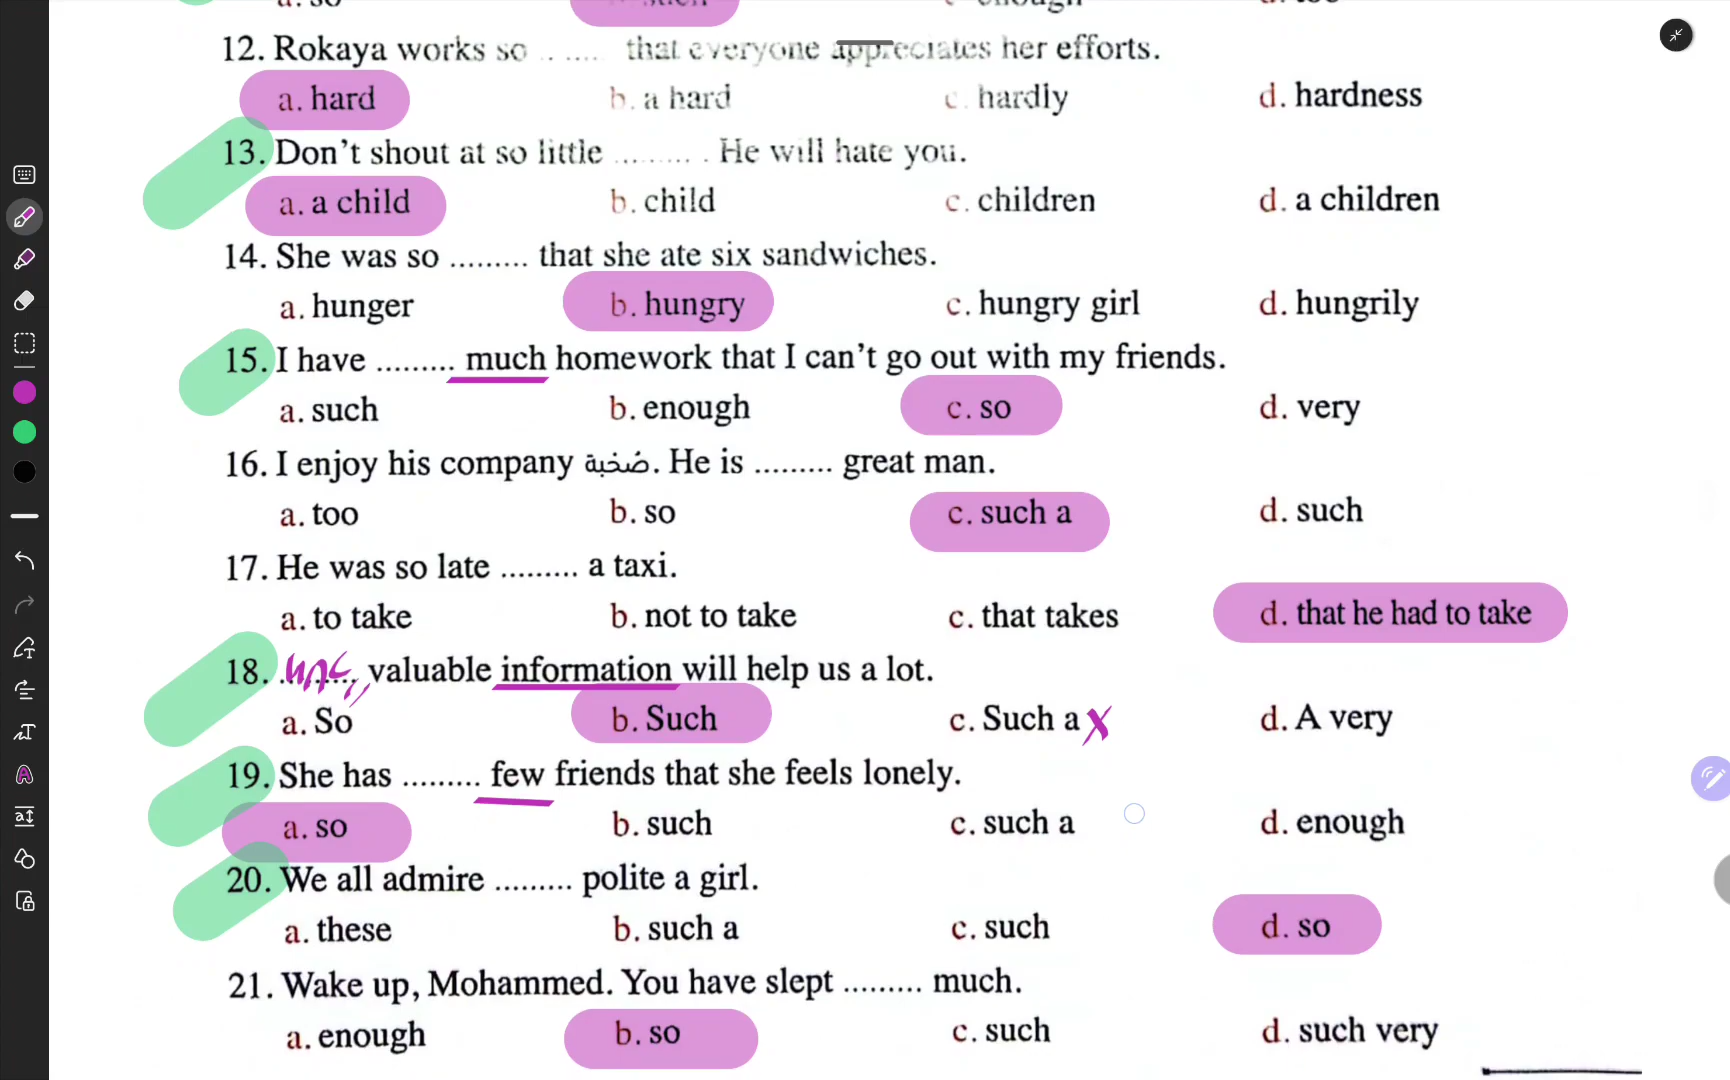 a. so b. such c. enough d. too
12. Rokaya works so ......... that everyone appreciates her efforts.
a. hard b. a hard c. hardly d. hardness
13. Don't shout at so little ......... . He will hate you.
a. a child b. child c. children d. a children
14. She was so ......... that she ate six sandwiches.
a. hunger b. hungry c. hungry girl d. hungrily
15. I have ......... much homework that I can't go out with my friends.
a. such b. enough c. so d. very
16. I enjoy his company صُحْبة. He is ......... great man.
a. too b. so c. such a d. such
17. He was so late ......... a taxi.
a. to take b. not to take c. that takes d. that he had to take
18. ......... valuable information will help us a lot.
a. So b. Such c. Such a X d. A very
19. She has ......... few friends that she feels lonely.
a. so b. such c. such a d. enough
20. We all admire ......... polite a girl.
a. these b. such a c. such d. so
21. Wake up, Mohammed. You have slept ......... much.
a. enough b. so c. such d. such very